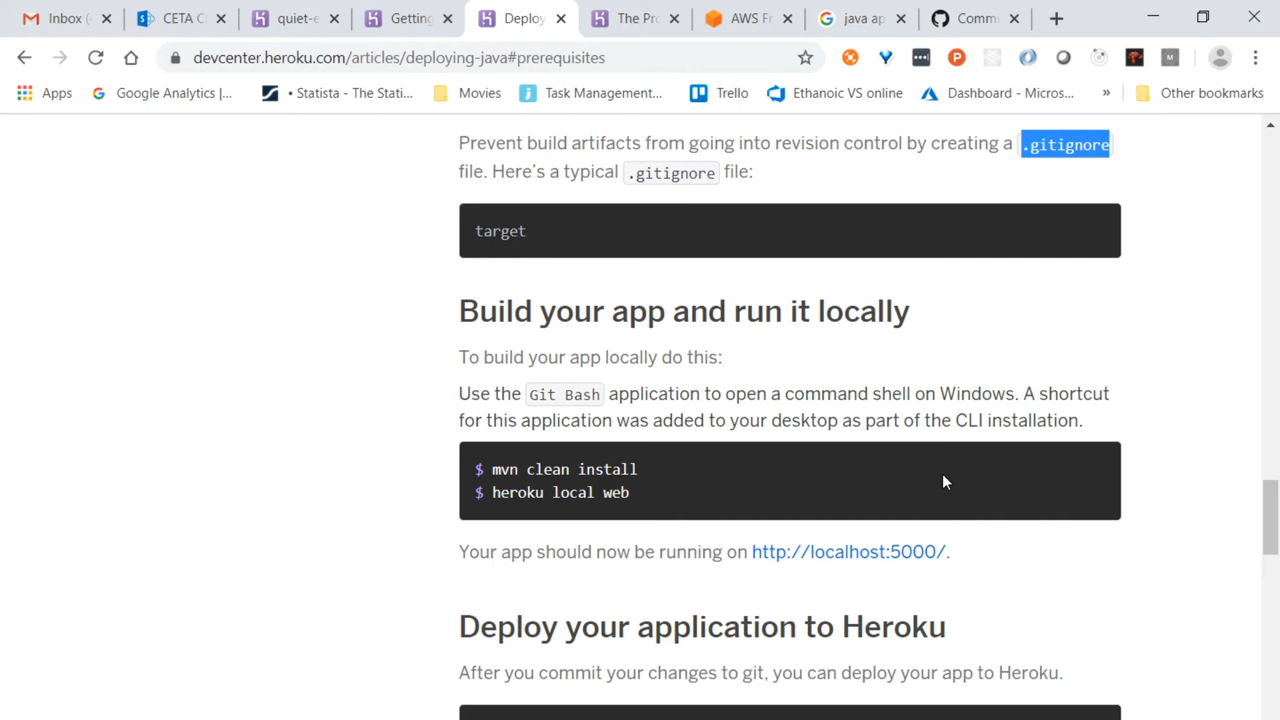 Inbox (
CETA C
quiet-e
Getting
Deploy
The Pro
AWS Fr
java ap
Commi
devcenter.heroku.com/articles/deploying-java#prerequisites
Apps
Google Analytics |...
• Statista - The Stati...
Movies
Task Management...
Trello
Ethanoic VS online
Dashboard - Micros...
»
Other bookmarks
Prevent build artifacts from going into revision control by creating a .gitignore
file. Here's a typical .gitignore file:
target
Build your app and run it locally
To build your app locally do this:
Use the Git Bash application to open a command shell on Windows. A shortcut
for this application was added to your desktop as part of the CLI installation.
$ mvn clean install
$ heroku local web
Your app should now be running on http://localhost:5000/.
Deploy your application to Heroku
After you commit your changes to git, you can deploy your app to Heroku.